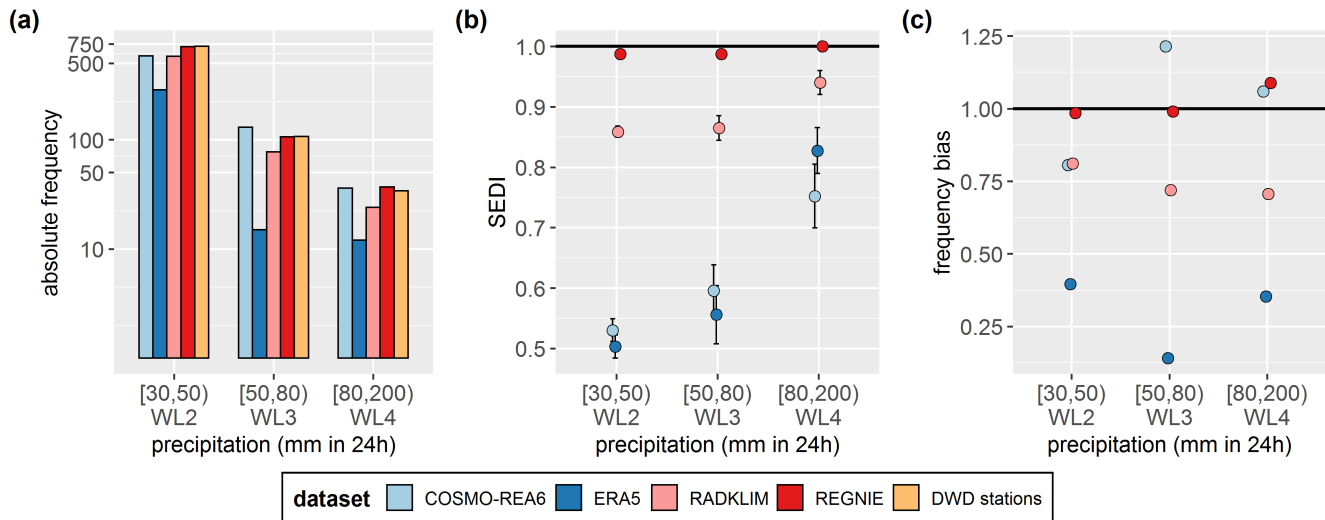 (a)
absolute frequency
750
500
100
50
10
[30,50) [50,80) [80,200)
WL2 WL3 WL4
precipitation (mm in 24h)
(b)
SEDI
1.0
0.9
0.8
0.7
0.6
0.5
[30,50) [50,80) [80,200)
WL2 WL3 WL4
precipitation (mm in 24h)
(c)
frequency bias
1.25
1.00
0.75
0.50
0.25
[30,50) [50,80) [80,200)
WL2 WL3 WL4
precipitation (mm in 24h)
dataset COSMO-REA6 ERA5 RADKLIM REGNIE DWD stations